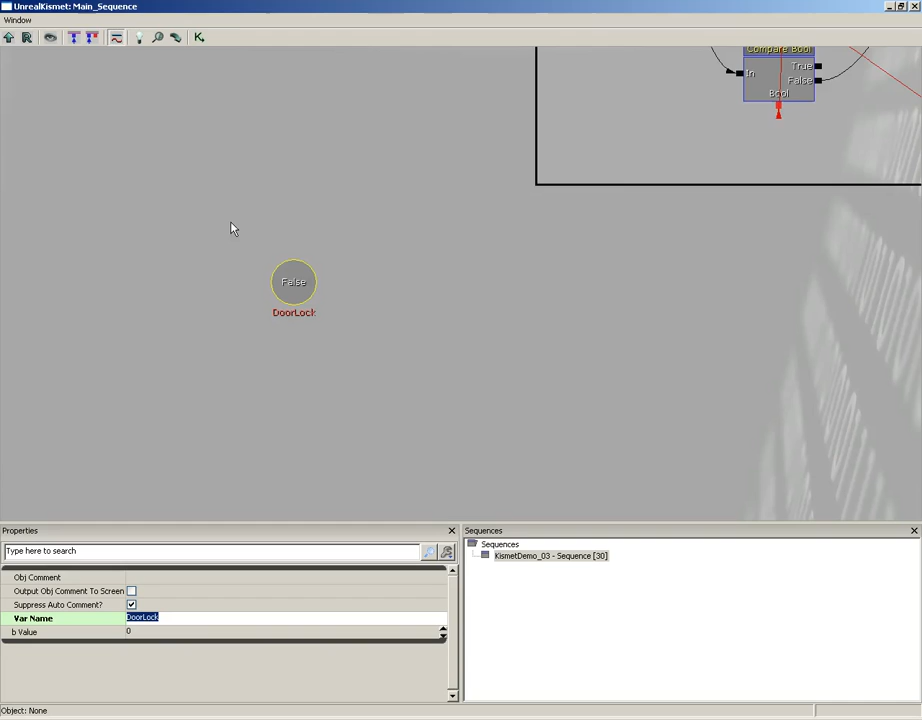 UnrealKismet: Main_Sequence
Window
Compare Bool
In
True
False
Bool
False
DoorLock
Properties
Type here to search
Obj Comment
Output Obj Comment To Screen
Suppress Auto Comment?
Var Name DoorLock
b Value 0
Sequences
Sequences
KismetDemo_03 - Sequence [30]
Object: None